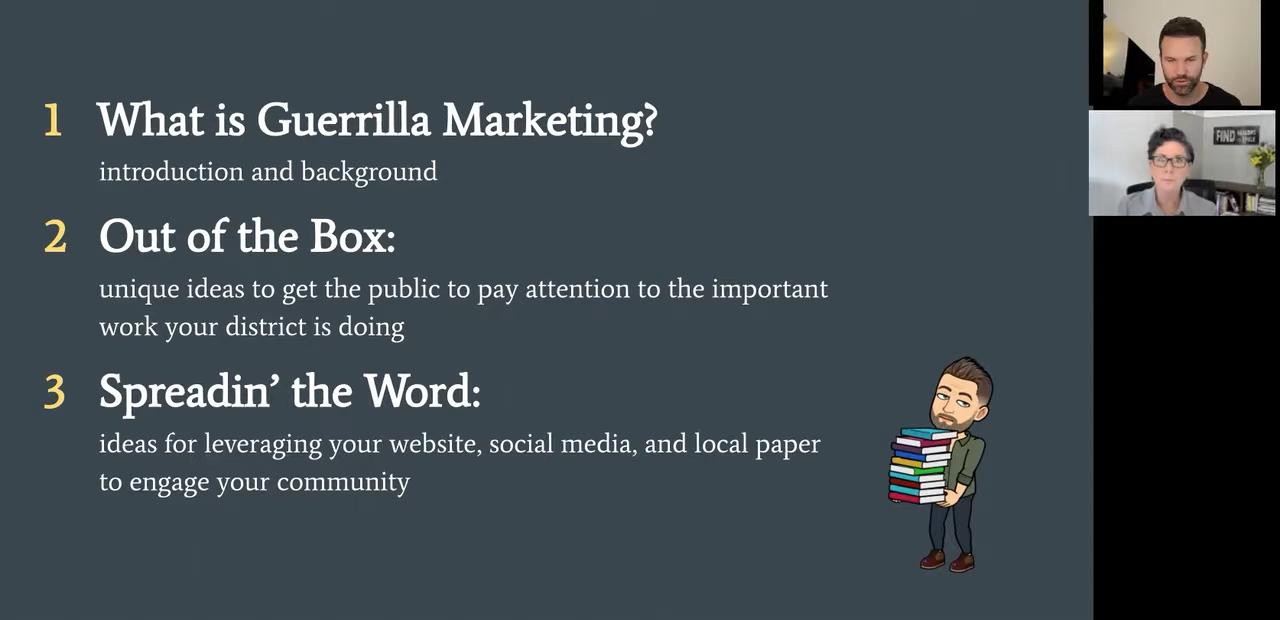 1 What is Guerrilla Marketing?
introduction and background
2 Out of the Box:
unique ideas to get the public to pay attention to the important
work your district is doing
3 Spreadin’ the Word:
ideas for leveraging your website, social media, and local paper
to engage your community
FIND